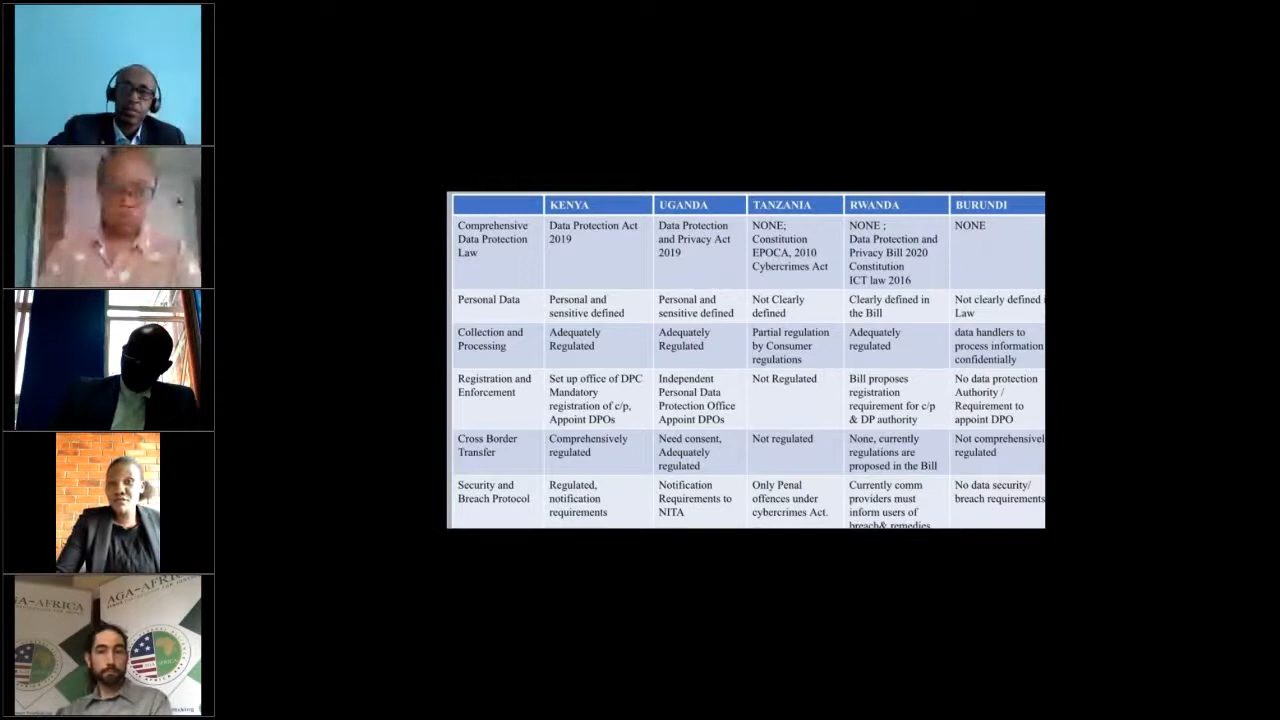 KENYA
UGANDA
TANZANIA
RWANDA
BURUNDI
Comprehensive
Data Protection
Law
Data Protection Act
2019
Data Protection
and Privacy Act
2019
NONE;
Constitution
EPOCA, 2010
Cybercrimes Act
NONE ;
Data Protection and
Privacy Bill 2020
Constitution
ICT law 2016
NONE
Personal Data
Personal and
sensitive defined
Personal and
sensitive defined
Not Clearly
defined
Clearly defined in
the Bill
Not clearly defined
Law
Collection and
Processing
Adequately
Regulated
Adequately
Regulated
Partial regulation
by Consumer
regulations
Adequately
regulated
data handlers to
process information
confidentially
Registration and
Enforcement
Set up office of DPC
Mandatory
registration of c/p,
Appoint DPOs
Independent
Personal Data
Protection Office
Appoint DPOs
Not Regulated
Bill proposes
registration
requirement for c/p
& DP authority
No data protection
Authority /
Requirement to
appoint DPO
Cross Border
Transfer
Comprehensively
regulated
Need consent,
Adequately
regulated
Not regulated
None, currently
regulations are
proposed in the Bill
Not comprehensivel
regulated
Security and
Breach Protocol
Regulated,
notification
requirements
Notification
Requirements to
NITA
Only Penal
offences under
cybercrimes Act.
Currently comm
providers must
inform users of
breach& remedies
No data security/
breach requirements
GA-AFRICA
AGA-AFRICA